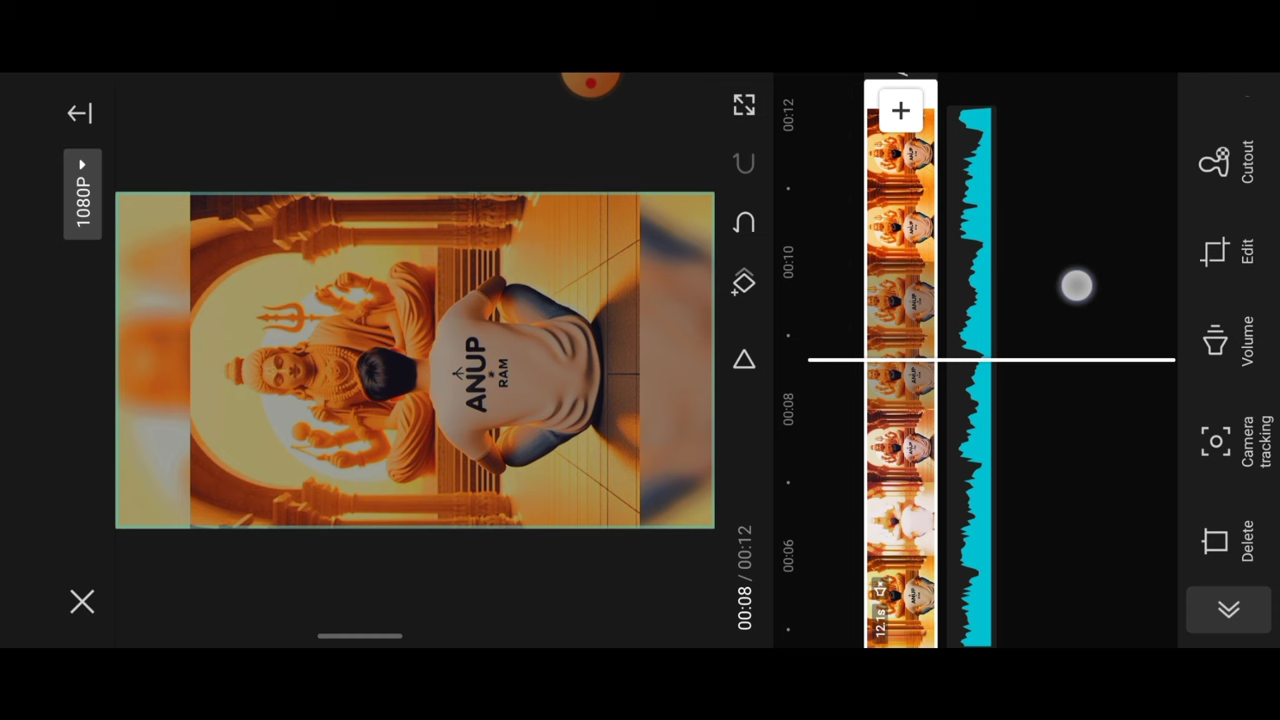 1080P
ANUP
RAM
00:08 / 00:12
00:06
00:08
00:10
00:12
12.1s
Delete
Camera
tracking
Volume
Edit
Cutout